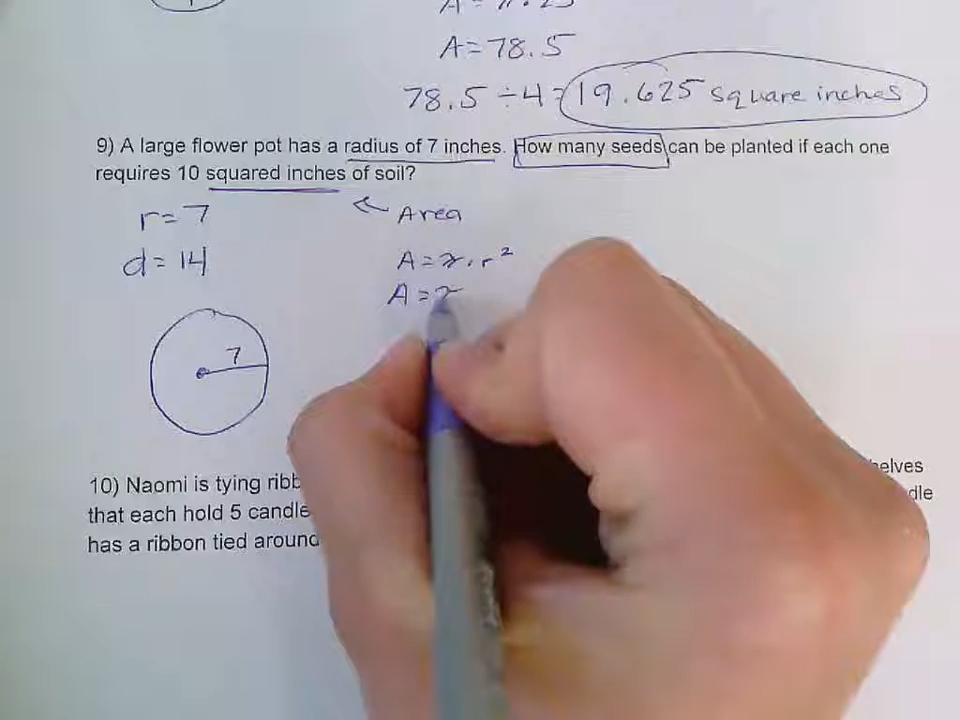 A = π.25
A = 78.5
78.5 ÷ 4 = 19.625 square inches
9) A large flower pot has a radius of 7 inches. How many seeds can be planted if each one
requires 10 squared inches of soil?
r = 7
← Area
d = 14
A = π . r²
A = π
7
10) Naomi is tying ribb
helves
that each hold 5 candle
dle
has a ribbon tied around